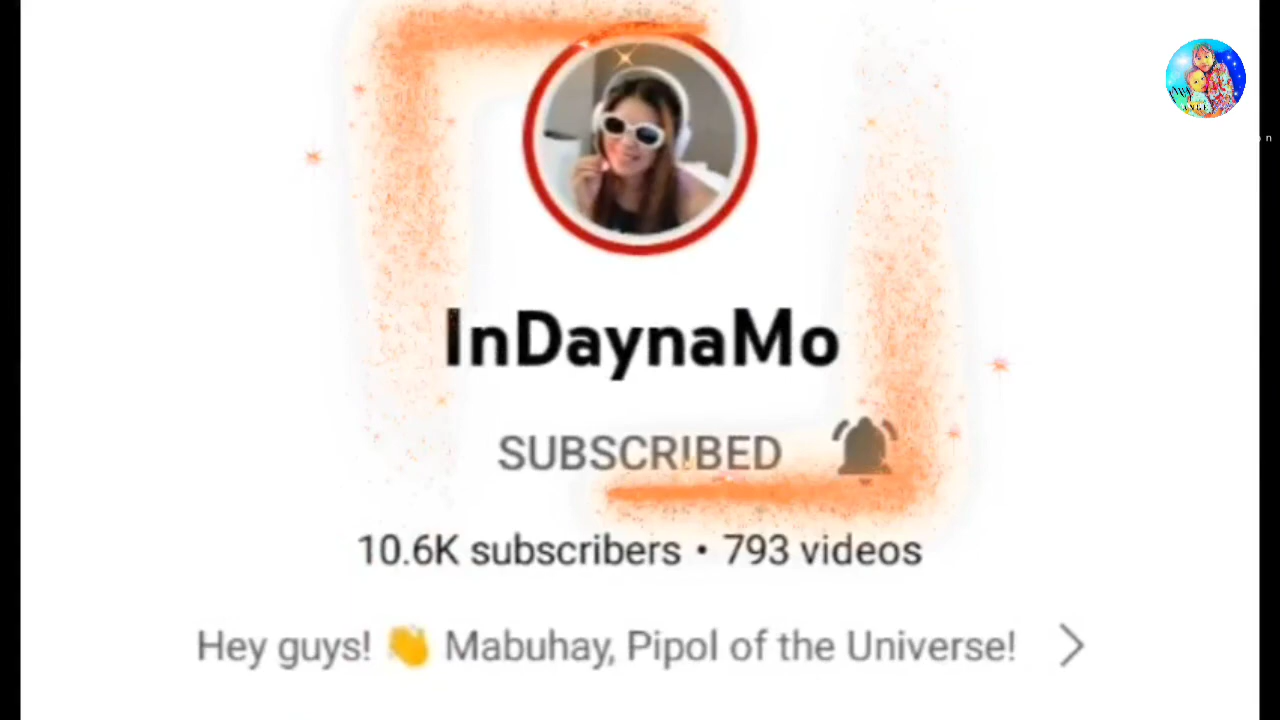 InDaynaMo
SUBSCRIBED
10.6K subscribers • 793 videos
Hey guys! 👏 Mabuhay, Pipol of the Universe!